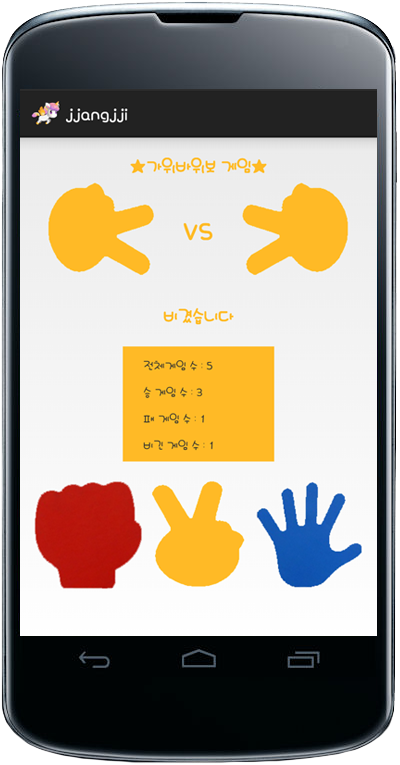 jjangjji
★가위바위보 게임★
VS
비겼습니다
전체게임 수 : 5
승 게임 수 : 3
패 게임 수 : 1
비긴 게임 수 : 1